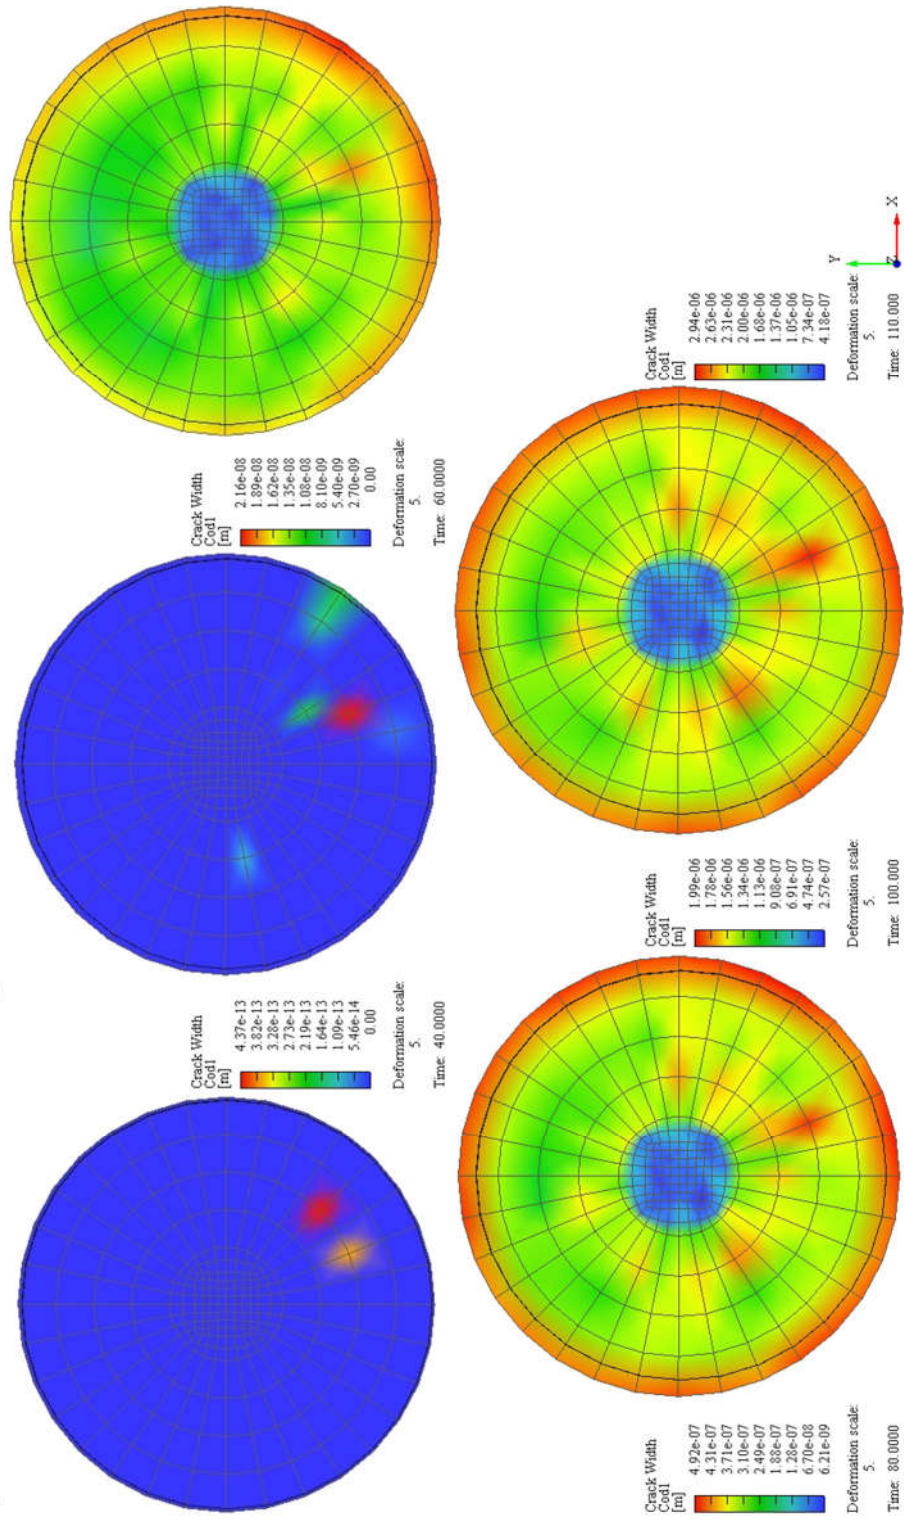 Crack Width
Cod1
[m]
4.37e-13
3.82e-13
3.28e-13
2.73e-13
2.19e-13
1.64e-13
1.09e-13
5.46e-14
0.00
Deformation scale:
5.
Time: 40.0000
Crack Width
Cod1
[m]
2.16e-08
1.89e-08
1.62e-08
1.35e-08
1.08e-08
8.10e-09
5.40e-09
2.70e-09
0.00
Deformation scale:
5.
Time: 60.0000
Crack Width
Cod1
[m]
4.92e-07
4.31e-07
3.71e-07
3.10e-07
2.49e-07
1.88e-07
1.28e-07
6.70e-08
6.21e-09
Deformation scale:
5.
Time: 80.0000
Crack Width
Cod1
[m]
1.99e-06
1.78e-06
1.56e-06
1.34e-06
1.13e-06
9.08e-07
6.91e-07
4.74e-07
2.57e-07
Deformation scale:
5.
Time: 100.000
Crack Width
Cod1
[m]
2.94e-06
2.63e-06
2.31e-06
2.00e-06
1.68e-06
1.37e-06
1.05e-06
7.34e-07
4.18e-07
Deformation scale:
5.
Time: 110.000
Y
Z
X